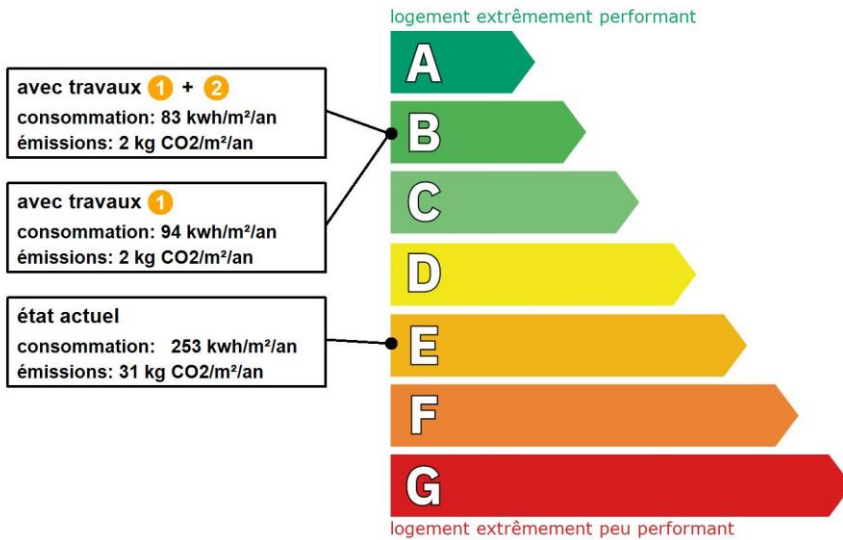 logement extrêmement performant
A
avec travaux 1 + 2
consommation: 83 kwh/m²/an
émissions: 2 kg CO2/m²/an
B
avec travaux 1
consommation: 94 kwh/m²/an
émissions: 2 kg CO2/m²/an
C
D
état actuel
consommation: 253 kwh/m²/an
émissions: 31 kg CO2/m²/an
E
F
G
logement extrêmement peu performant